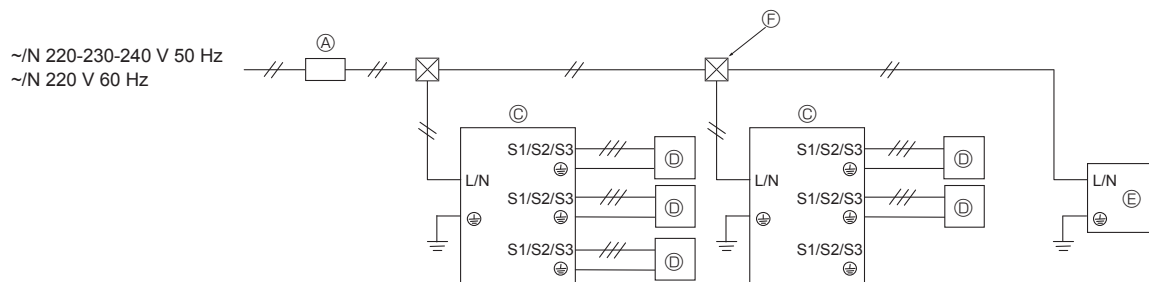 Ⓕ
Ⓐ
~/N 220-230-240 V 50 Hz
~/N 220 V 60 Hz
Ⓒ
Ⓒ
S1/S2/S3
Ⓓ
S1/S2/S3
Ⓓ
L/N
L/N
L/N
S1/S2/S3
Ⓓ
S1/S2/S3
Ⓓ
Ⓔ
S1/S2/S3
Ⓓ
S1/S2/S3